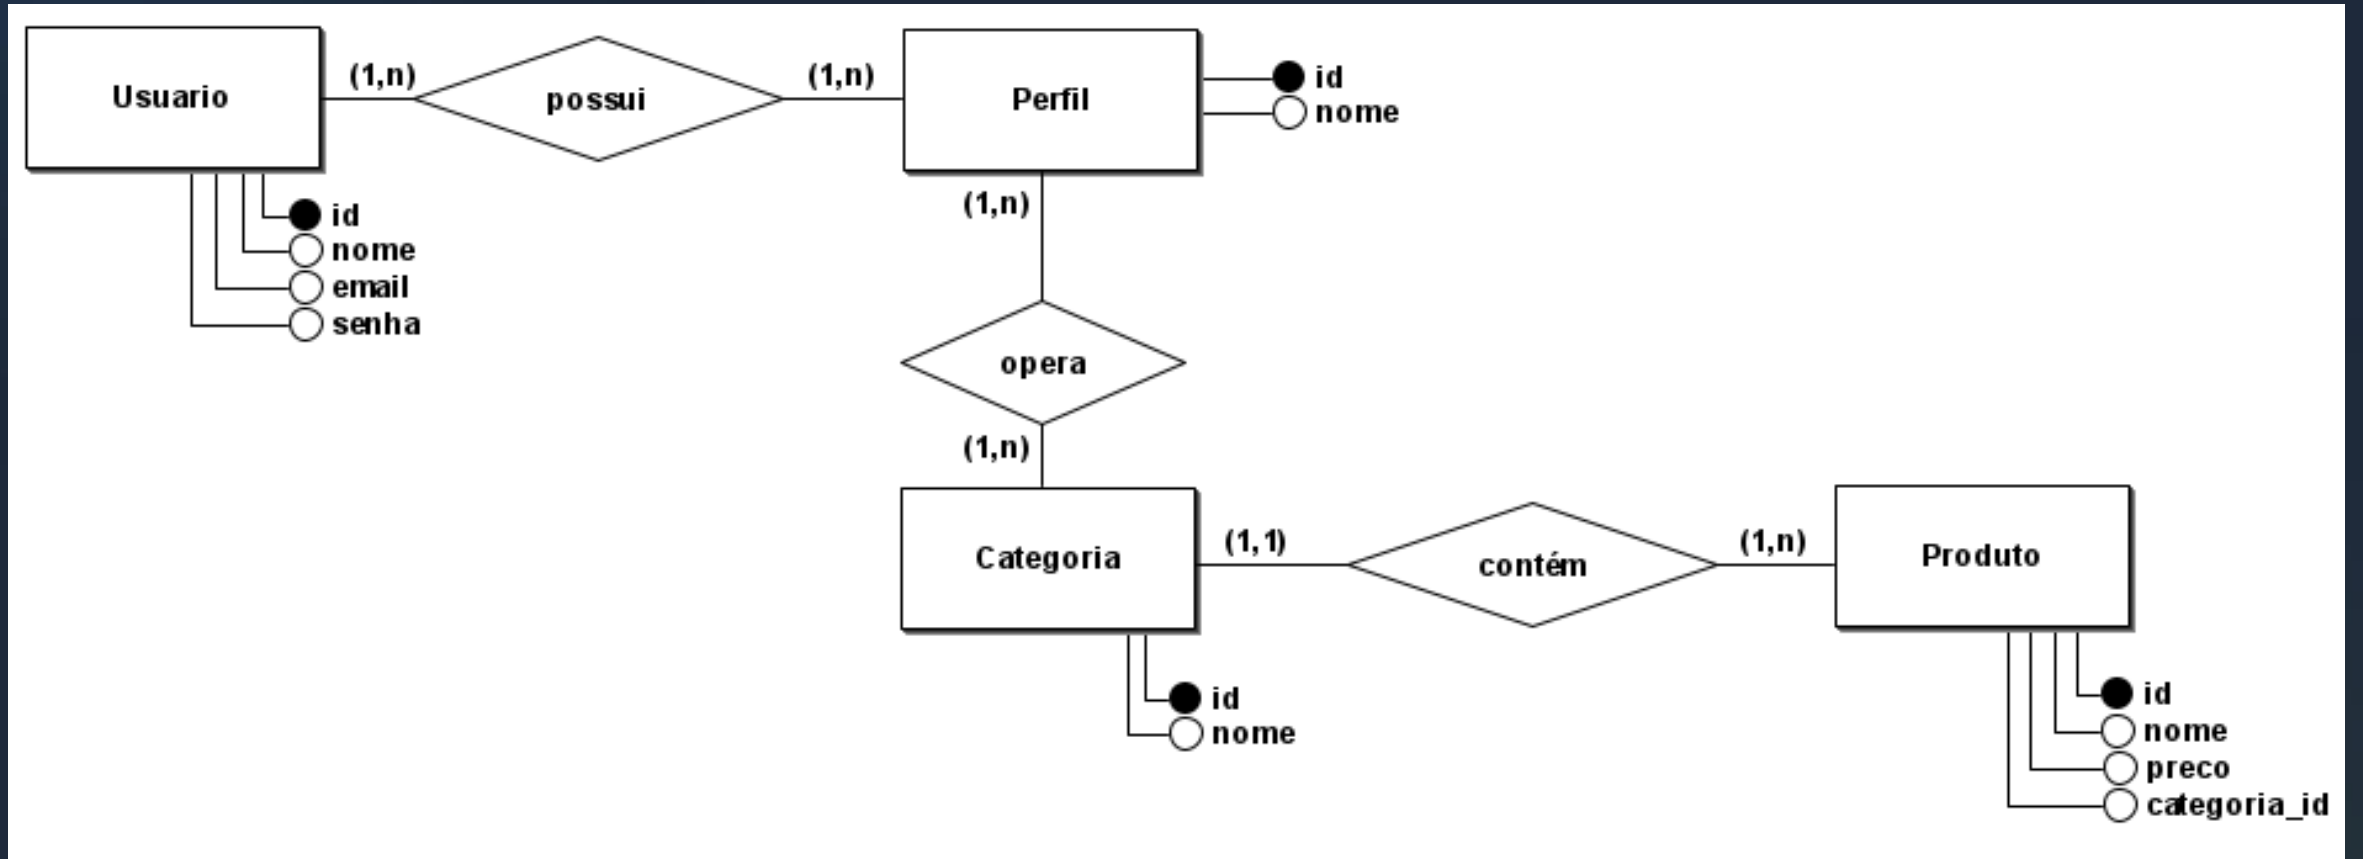 Usuario
(1,n)
possui
(1,n)
Perfil
id
nome
id
nome
email
senha
(1,n)
opera
(1,n)
Categoria
(1,1)
contém
(1,n)
Produto
id
nome
id
nome
preco
categoria_id